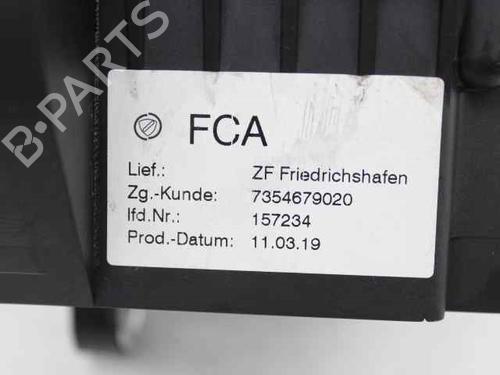 B-PARTS
FCA
Lief.: ZF Friedrichshafen
Zg.-Kunde: 7354679020
lfd.Nr.: 157234
Prod.-Datum: 11.03.19